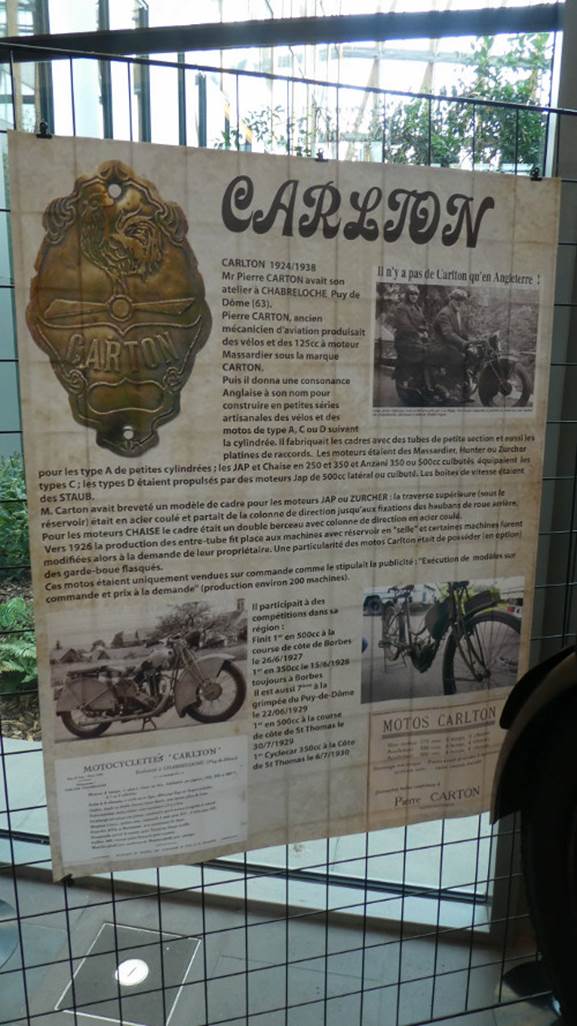 CARLTON
CARTON
CARLTON 1924/1938
Mr Pierre CARTON avait son
atelier à CHABRELOCHE Puy de
Dôme (63).
Pierre CARTON, ancien
mécanicien d'aviation produisait
des vélos et des 125cc à moteur
Massardier sous la marque
CARTON.
Puis il donna une consonance
Anglaise à son nom pour
construire en petites séries
artisanales des vélos et des
motos de type A, C ou D suivant
la cylindrée. Il fabriquait les cadres avec des tubes de petite section et aussi les
platines de raccords. Les moteurs étaient des Massardier, Hunter ou Zurcher
pour les type A de petites cylindrées ; les JAP et Chaise en 250 et 350 et Anzani 350 ou 500cc culbutés équipaient les
types C ; les types D étaient propulsés par des moteurs Jap de 500cc latéral ou culbuté. Les boites de vitesse étaient
des STAUB.
M. Carton avait breveté un modèle de cadre pour les moteurs JAP ou ZURCHER : la traverse supérieure (sous le
réservoir) était en acier coulé et partait de la colonne de direction jusqu'aux fixations des haubans de roue arrière,
Pour les moteurs CHAISE le cadre était un double berceau avec colonne de direction en acier coulé.
Vers 1926 la production des entre-tube fit place aux machines avec réservoir en "selle" et certaines machines furent
modifiées alors à la demande de leur propriétaire. Une particularité des motos Carlton était de posséder (en option)
des garde-boue flasqués.
Ces motos étaient uniquement vendues sur commande comme le stipulait la publicité : "Exécution de modèles sur
commande et prix à la demande" (production environ 200 machines).
Il n'y a pas de Carlton qu'en Angleterre !
Il participait à des
compétitions dans sa
région :
Finit 1er en 500cc à la
course de côte de Borbes
le 26/6/1927
1er en 350cc le 15/6/1928
toujours à Borbes
Il est aussi 7ème à la
grimpée du Puy-de-Dôme
le 22/06/1929
1er en 500cc à la course
de côte de St Thomas le
30/7/1929
1er Cyclecar 350cc à la Côte
de St Thomas le 6/7/1930
MOTOCYCLETTES "CARLTON"
MOTOS CARLTON
Pierre CARTON